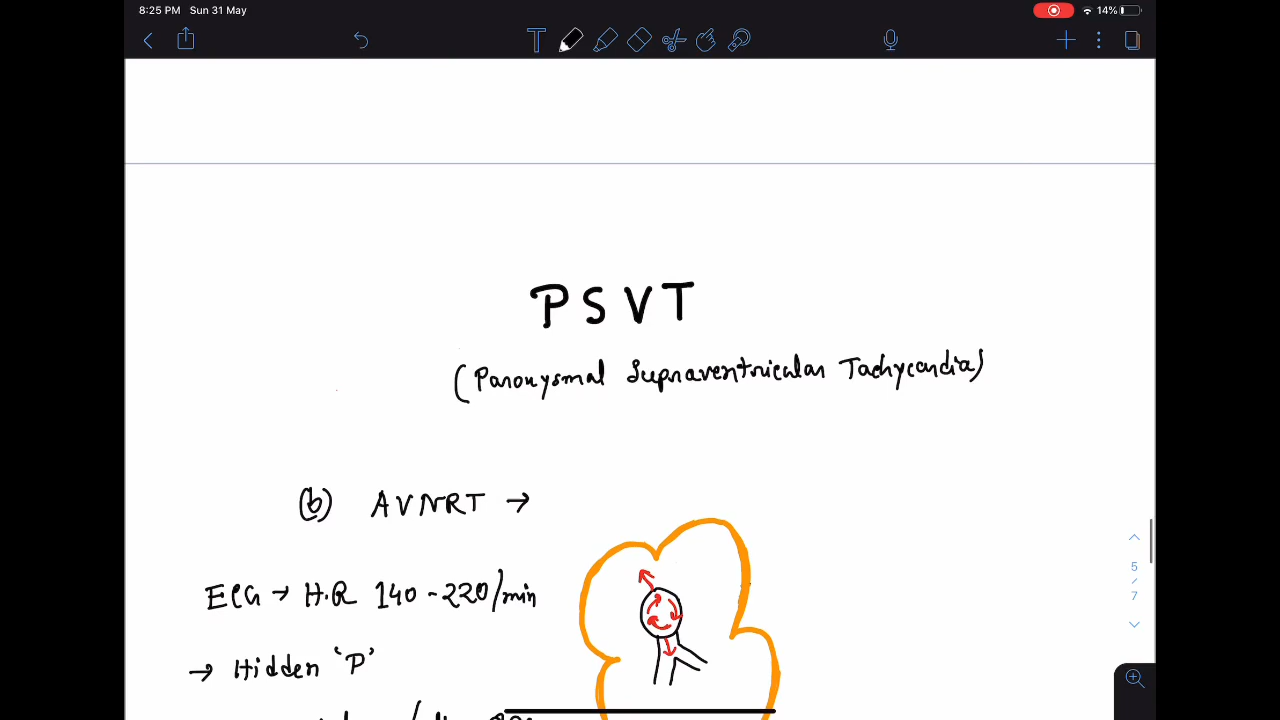 8:25 PM Sun 31 May 14%
T
PSVT
(Paroxysmal Supraventricular Tachycardia)
(b) AVNRT →
ECG → H.R 140-220/min
→ Hidden 'P'
5
/
7